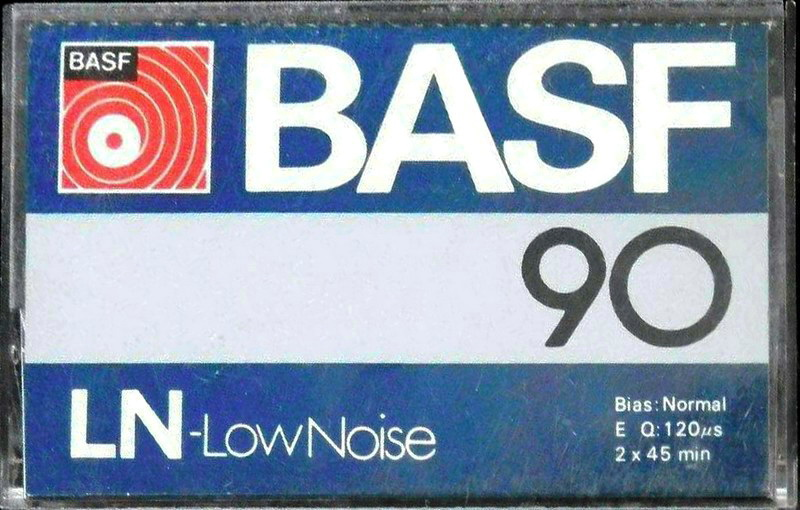 BASF
BASF
90
LN-LowNoise
Bias: Normal
E Q: 120µs
2 x 45 min